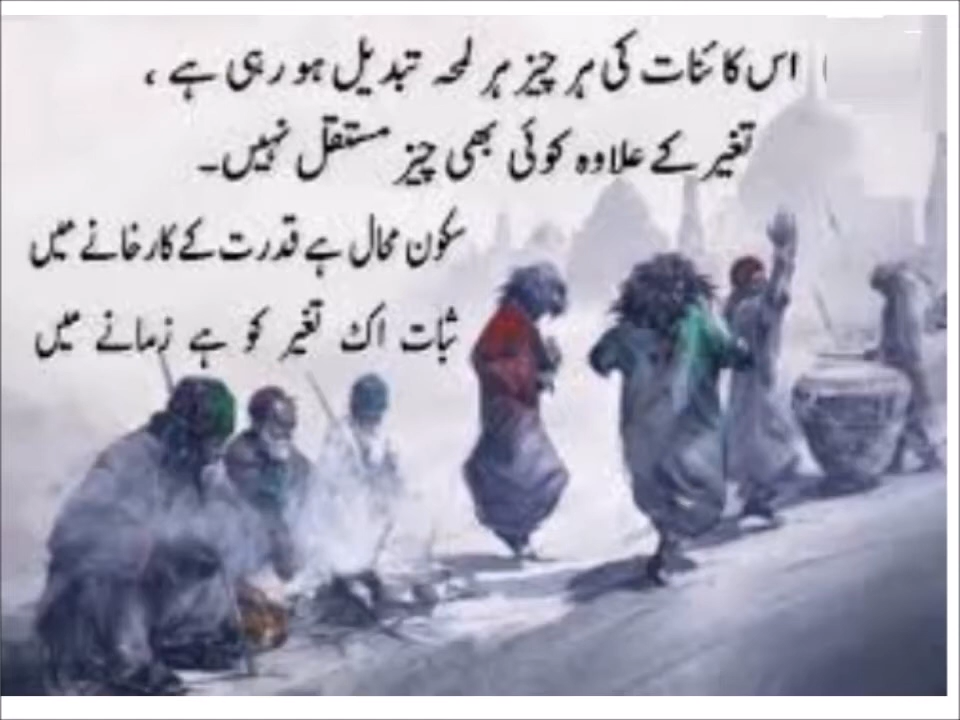 اس کائنات کی ہر چیز ہر لمحہ تبدیل ہو رہی ہے ،
تغیر کے علاوہ کوئی بھی چیز مستقل نہیں۔
سکون محال ہے قدرت کے کارخانے میں
ثبات اک تغیر کو ہے زمانے میں